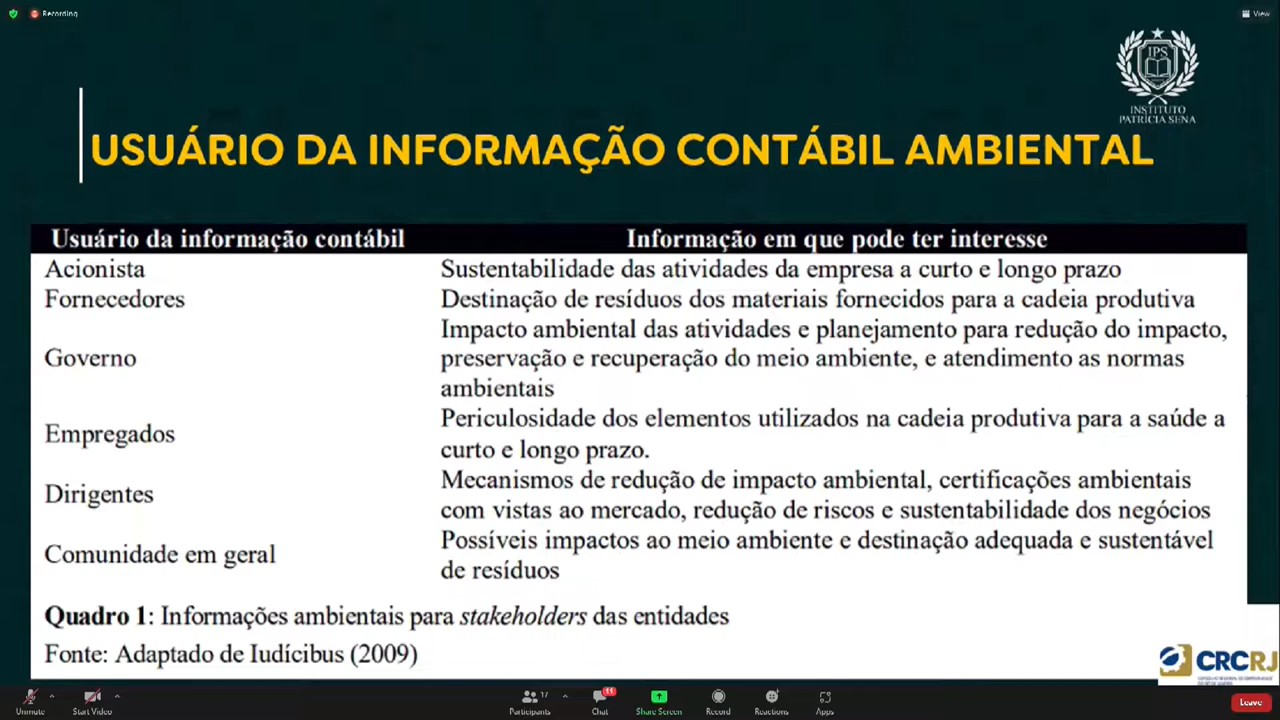 Recording
View
IPS
INSTITUTO
PATRÍCIA SENA
USUÁRIO DA INFORMAÇÃO CONTÁBIL AMBIENTAL
Usuário da informação contábil Informação em que pode ter interesse
Acionista Sustentabilidade das atividades da empresa a curto e longo prazo
Fornecedores Destinação de resíduos dos materiais fornecidos para a cadeia produtiva
Governo Impacto ambiental das atividades e planejamento para redução do impacto,
preservação e recuperação do meio ambiente, e atendimento as normas
ambientais
Empregados Periculosidade dos elementos utilizados na cadeia produtiva para a saúde a
curto e longo prazo.
Dirigentes Mecanismos de redução de impacto ambiental, certificações ambientais
com vistas ao mercado, redução de riscos e sustentabilidade dos negócios
Comunidade em geral Possíveis impactos ao meio ambiente e destinação adequada e sustentável
de resíduos
Quadro 1: Informações ambientais para stakeholders das entidades
Fonte: Adaptado de Iudícibus (2009)
CRCRJ
Unmute Start Video Participants 17 Chat 11 Share Screen Record Reactions Apps Leave